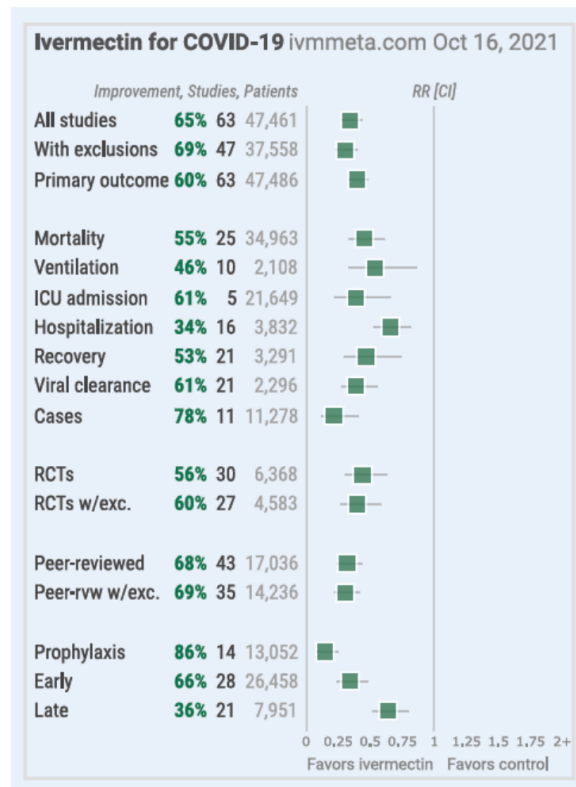 Ivermectin for COVID-19 ivmmeta.com Oct 16, 2021
Improvement, Studies, Patients RR [CI]
All studies 65% 63 47,461
With exclusions 69% 47 37,558
Primary outcome 60% 63 47,486
Mortality 55% 25 34,963
Ventilation 46% 10 2,108
ICU admission 61% 5 21,649
Hospitalization 34% 16 3,832
Recovery 53% 21 3,291
Viral clearance 61% 21 2,296
Cases 78% 11 11,278
RCTs 56% 30 6,368
RCTs w/exc. 60% 27 4,583
Peer-reviewed 68% 43 17,036
Peer-rvw w/exc. 69% 35 14,236
Prophylaxis 86% 14 13,052
Early 66% 28 26,458
Late 36% 21 7,951
0 0.25 0.5 0.75 1 1.25 1.5 1.75 2+
Favors ivermectin Favors control